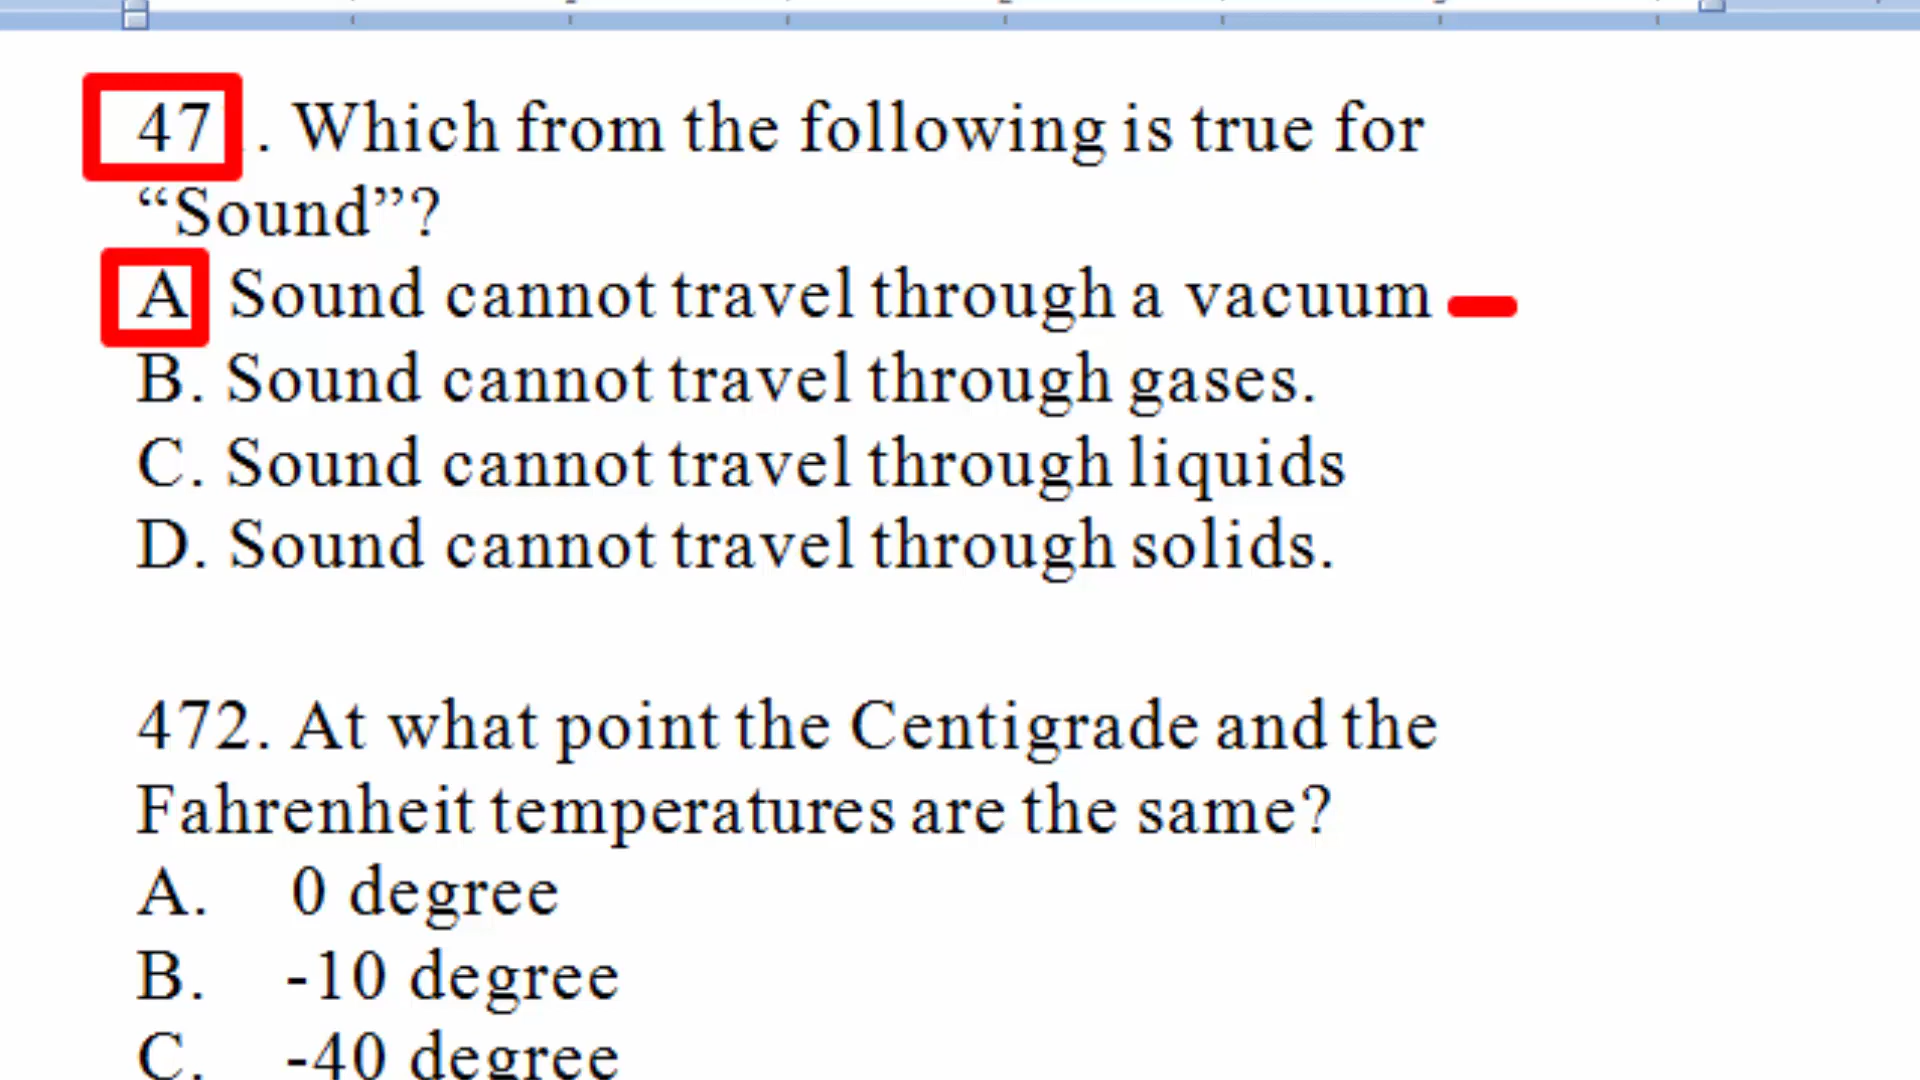 47 . Which from the following is true for
“Sound”?
A Sound cannot travel through a vacuum
B. Sound cannot travel through gases.
C. Sound cannot travel through liquids
D. Sound cannot travel through solids.
472. At what point the Centigrade and the
Fahrenheit temperatures are the same?
A. 0 degree
B. -10 degree
C. -40 degree